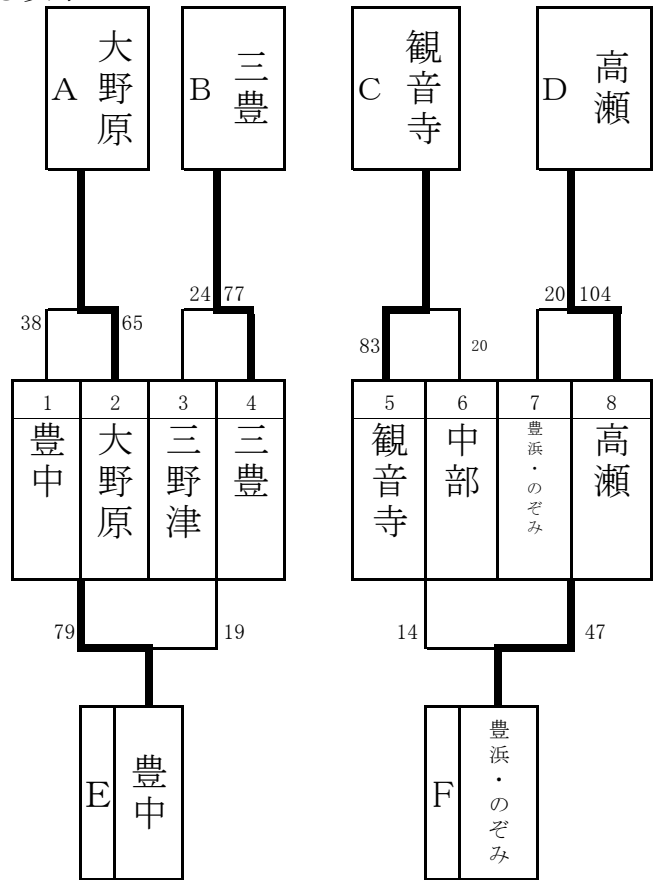 A 大野原
B 三豊
C 観音寺
D 高瀬
38 65
24 77
83 20
20 104
1 2 3 4
5 6 7 8
豊中
大野原
三野津
三豊
観音寺
中部
豊浜・のぞみ
高瀬
79 19
14 47
E 豊中
F 豊浜・のぞみ